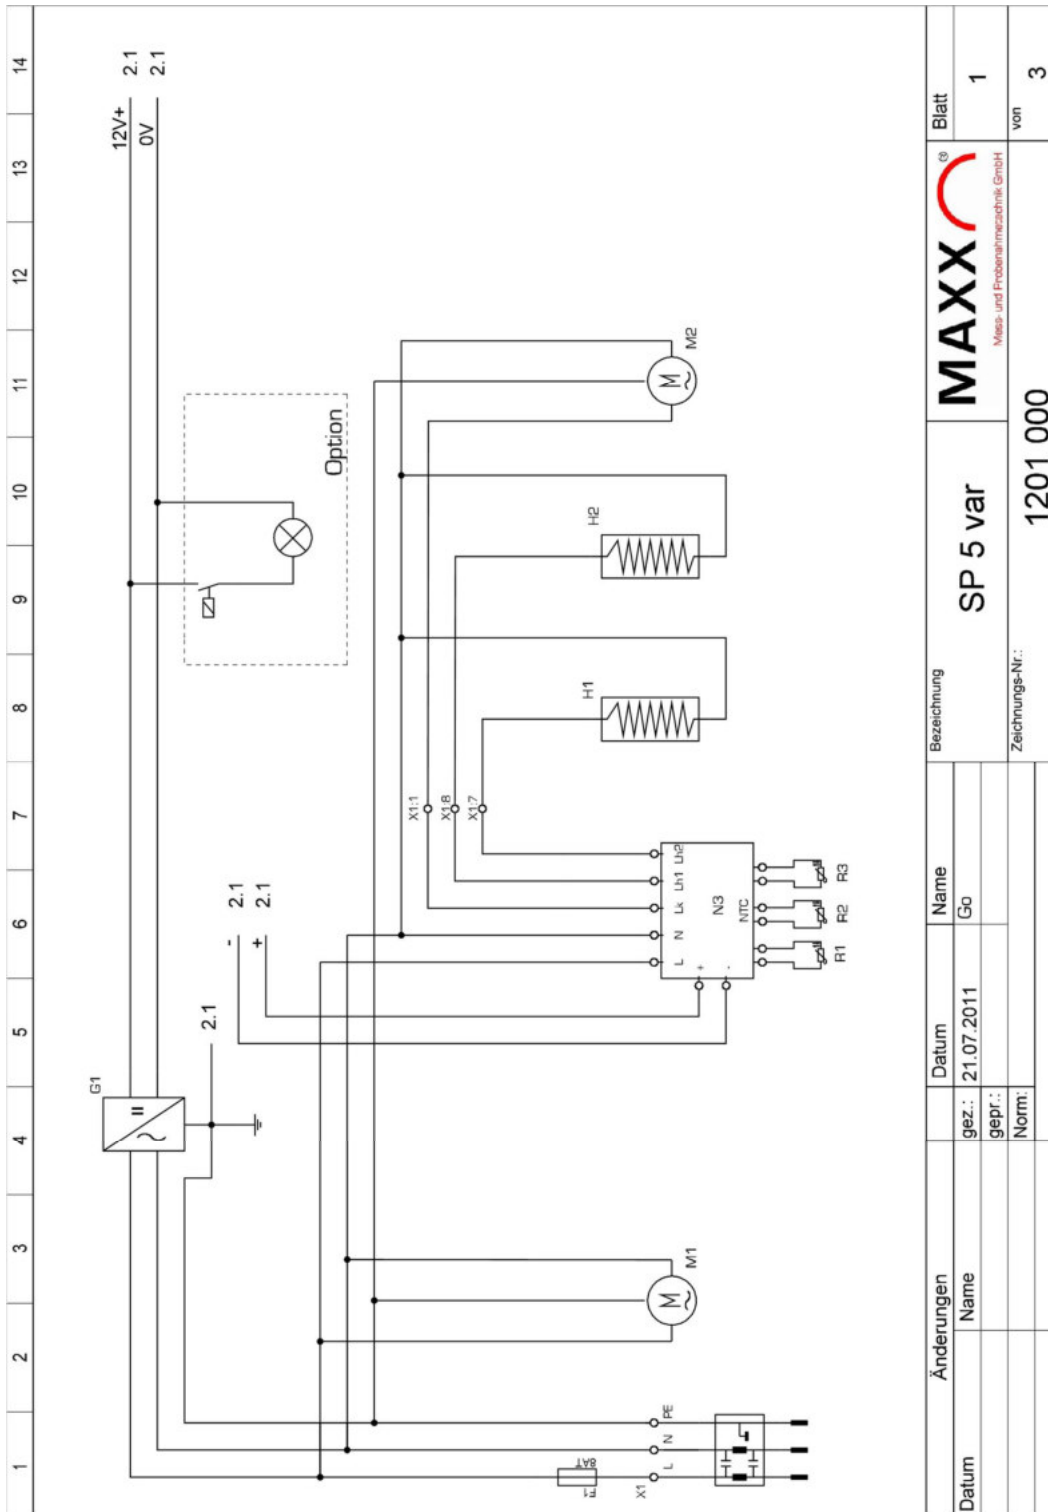 1 2 3 4 5 6 7 8 9 10 11 12 13 14
12V+ 2.1
0V 2.1
G1
2.1
- 2.1
+ 2.1
Option
X1:1
X1:8
X1:7
H1
H2
M2
M
M1
M
8AT
X1
L N PE
L N Lk Lh1 Lh2
N3
+
-
NTC
R1 R2 R3
Änderungen
Datum Name
Datum Name
gez.: 21.07.2011 Go
gepr.:
Norm:
Bezeichnung
SP 5 var
Zeichnungs-Nr.:
1201 000
MAXX ®
Mess- und Probenahmetechnik GmbH
Blatt
1
von
3